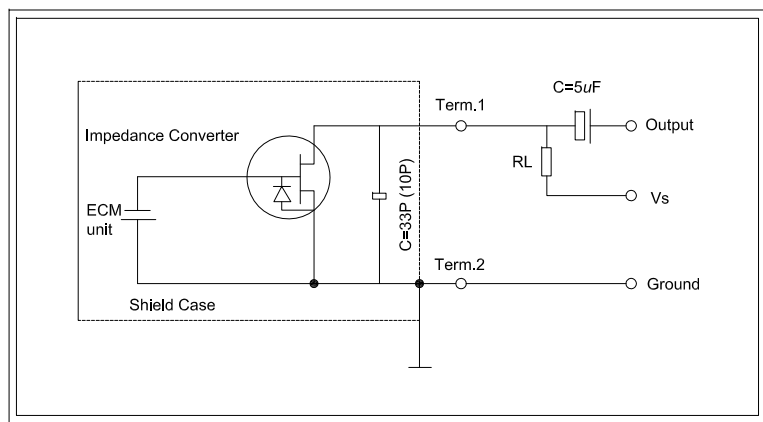 C=5uF
Term.1
Output
Impedance Converter
RL
C=33P (10P)
Vs
ECM
unit
Term.2
Ground
Shield Case